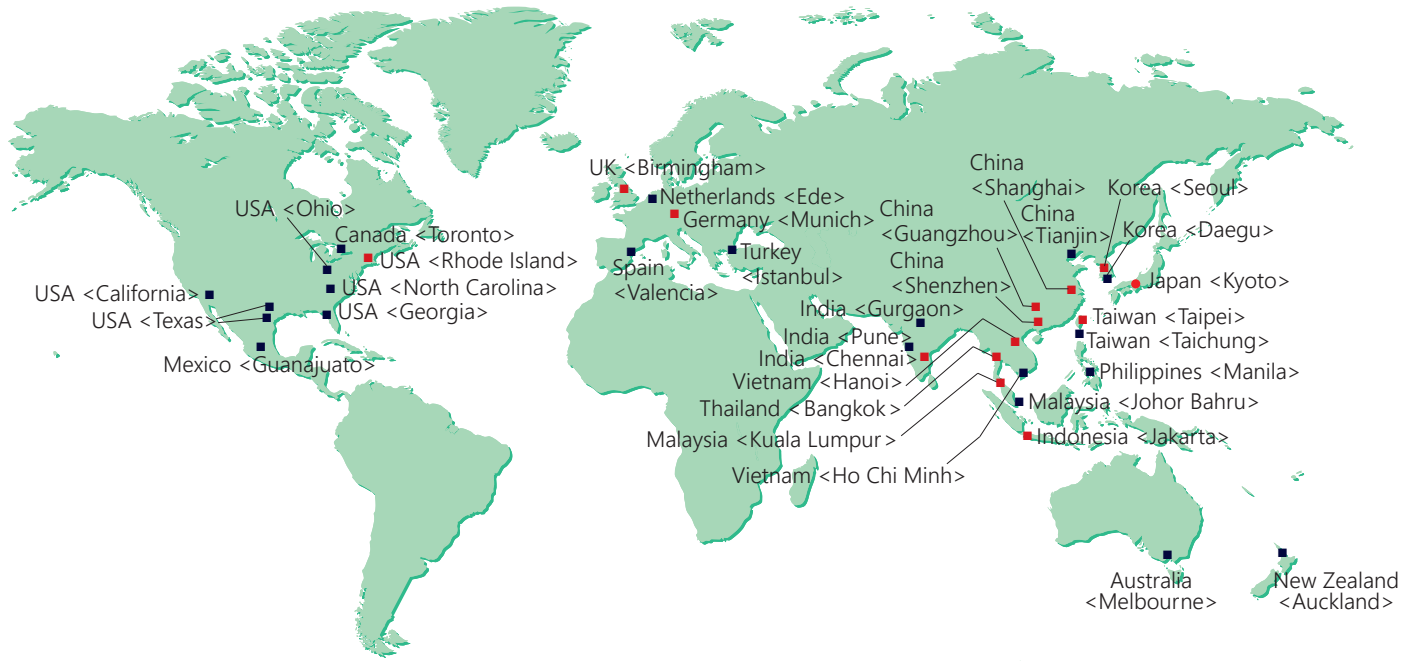 UK <Birmingham>
Netherlands <Ede>
Germany <Munich>
Spain
<Valencia>
Turkey
<Istanbul>
USA <Ohio>
Canada <Toronto>
USA <Rhode Island>
USA <North Carolina>
USA <Georgia>
USA <California>
USA <Texas>
Mexico <Guanajuato>
China
<Shanghai>
China
<Guangzhou>
China
<Tianjin>
China
<Shenzhen>
Korea <Seoul>
Korea <Daegu>
Japan <Kyoto>
India <Gurgaon>
India <Pune>
India <Chennai>
Vietnam <Hanoi>
Thailand <Bangkok>
Malaysia <Kuala Lumpur>
Vietnam <Ho Chi Minh>
Taiwan <Taipei>
Taiwan <Taichung>
Philippines <Manila>
Malaysia <Johor Bahru>
Indonesia <Jakarta>
Australia
<Melbourne>
New Zealand
<Auckland>